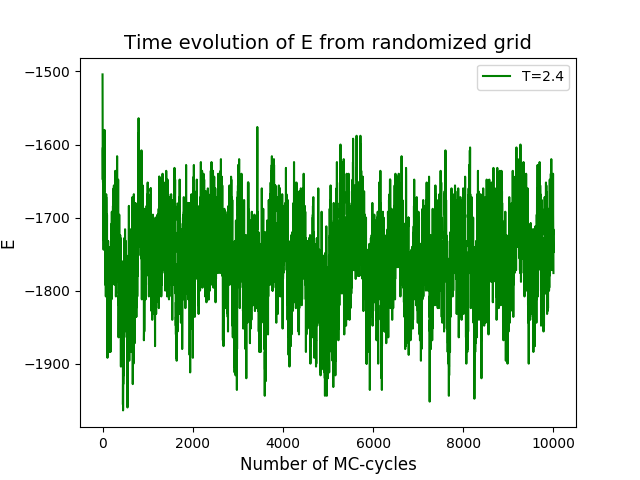 Time evolution of E from randomized grid
T=2.4
−1500
−1600
−1700
−1800
−1900
E
0
2000
4000
6000
8000
10000
Number of MC-cycles